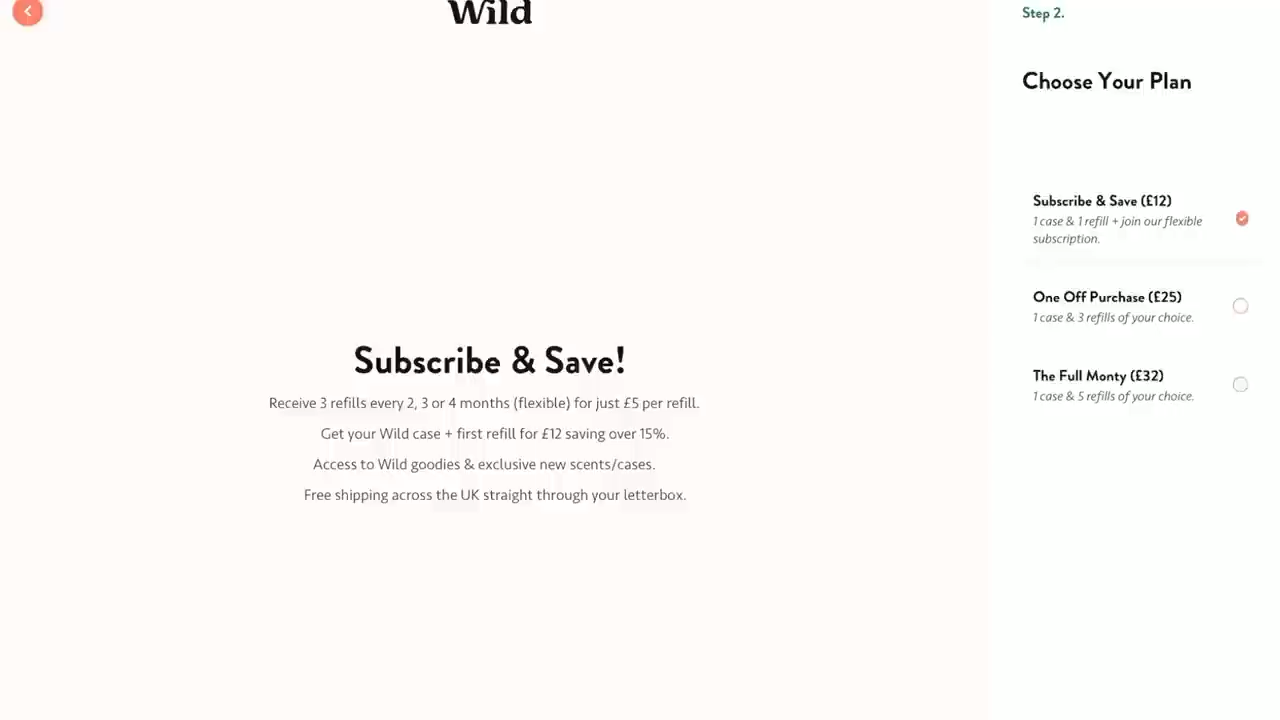 Wild
Subscribe & Save!
Receive 3 refills every 2, 3 or 4 months (flexible) for just £5 per refill.
Get your Wild case + first refill for £12 saving over 15%.
Access to Wild goodies & exclusive new scents/cases.
Free shipping across the UK straight through your letterbox.
Step 2.
Choose Your Plan
Subscribe & Save (£12)
1 case & 1 refill + join our flexible
subscription.
One Off Purchase (£25)
1 case & 3 refills of your choice.
The Full Monty (£32)
1 case & 5 refills of your choice.